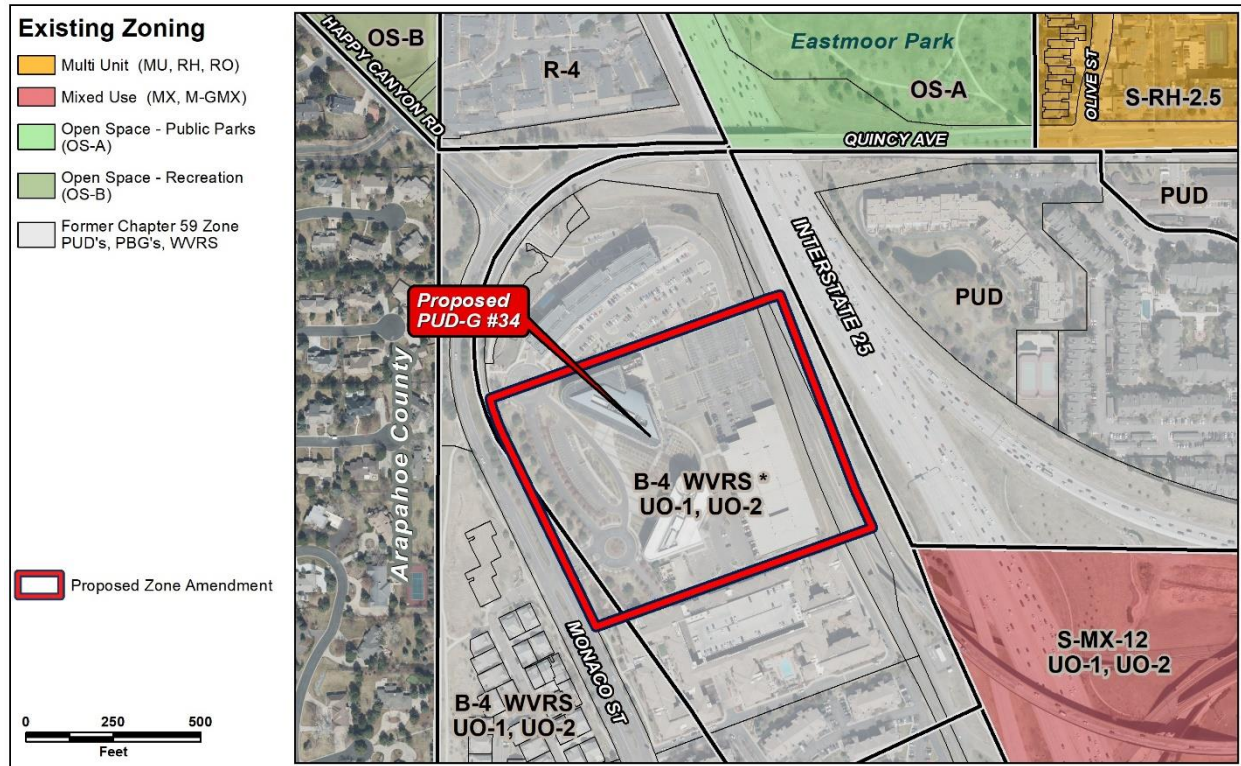 Existing Zoning
Multi Unit (MU, RH, RO)
Mixed Use (MX, M-GMX)
Open Space - Public Parks
(OS-A)
Open Space - Recreation
(OS-B)
Former Chapter 59 Zone
PUD's, PBG's, WVRS
Proposed Zone Amendment
0 250 500
Feet
HAPPY CANYON RD
OS-B
R-4
Eastmoor Park
OS-A
OLIVE ST
S-RH-2.5
QUINCY AVE
PUD
INTERSTATE 25
PUD
Proposed
PUD-G #34
Arapahoe County
B-4 WVRS *
UO-1, UO-2
MONACO ST
B-4 WVRS
UO-1, UO-2
S-MX-12
UO-1, UO-2